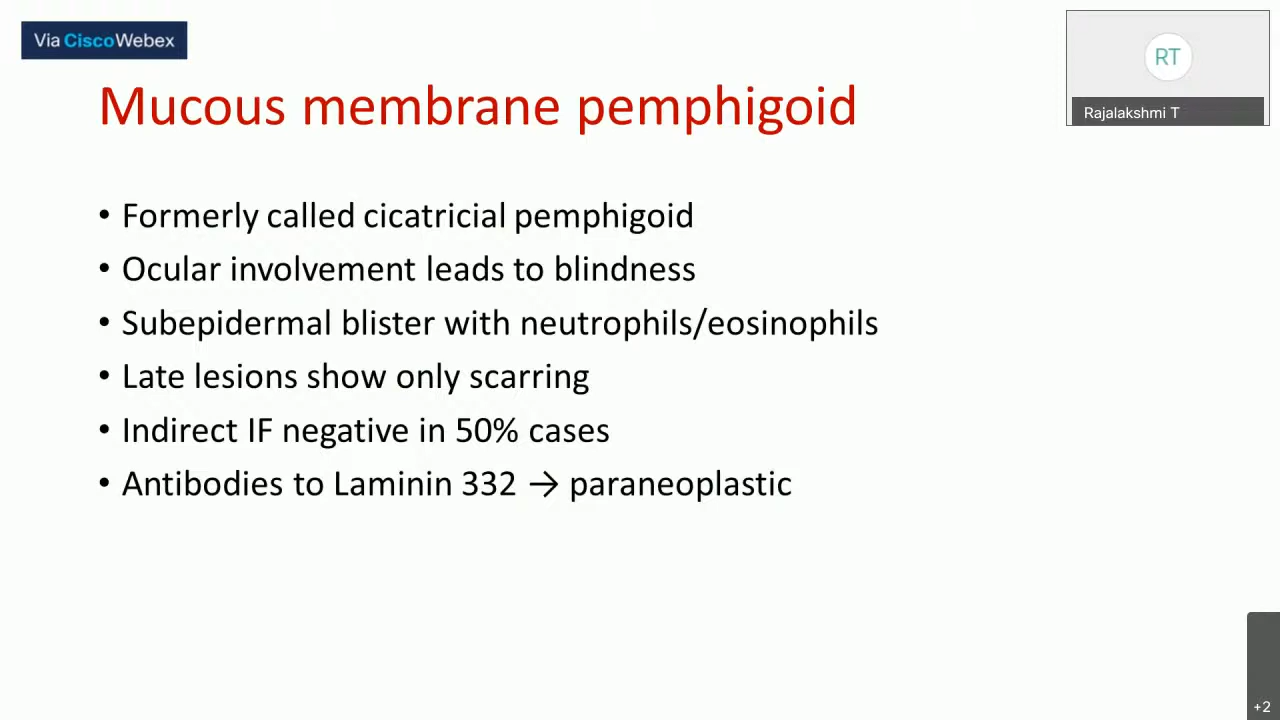 Via CiscoWebex
RT
Rajalakshmi T
Mucous membrane pemphigoid
• Formerly called cicatricial pemphigoid
• Ocular involvement leads to blindness
• Subepidermal blister with neutrophils/eosinophils
• Late lesions show only scarring
• Indirect IF negative in 50% cases
• Antibodies to Laminin 332 → paraneoplastic
+2